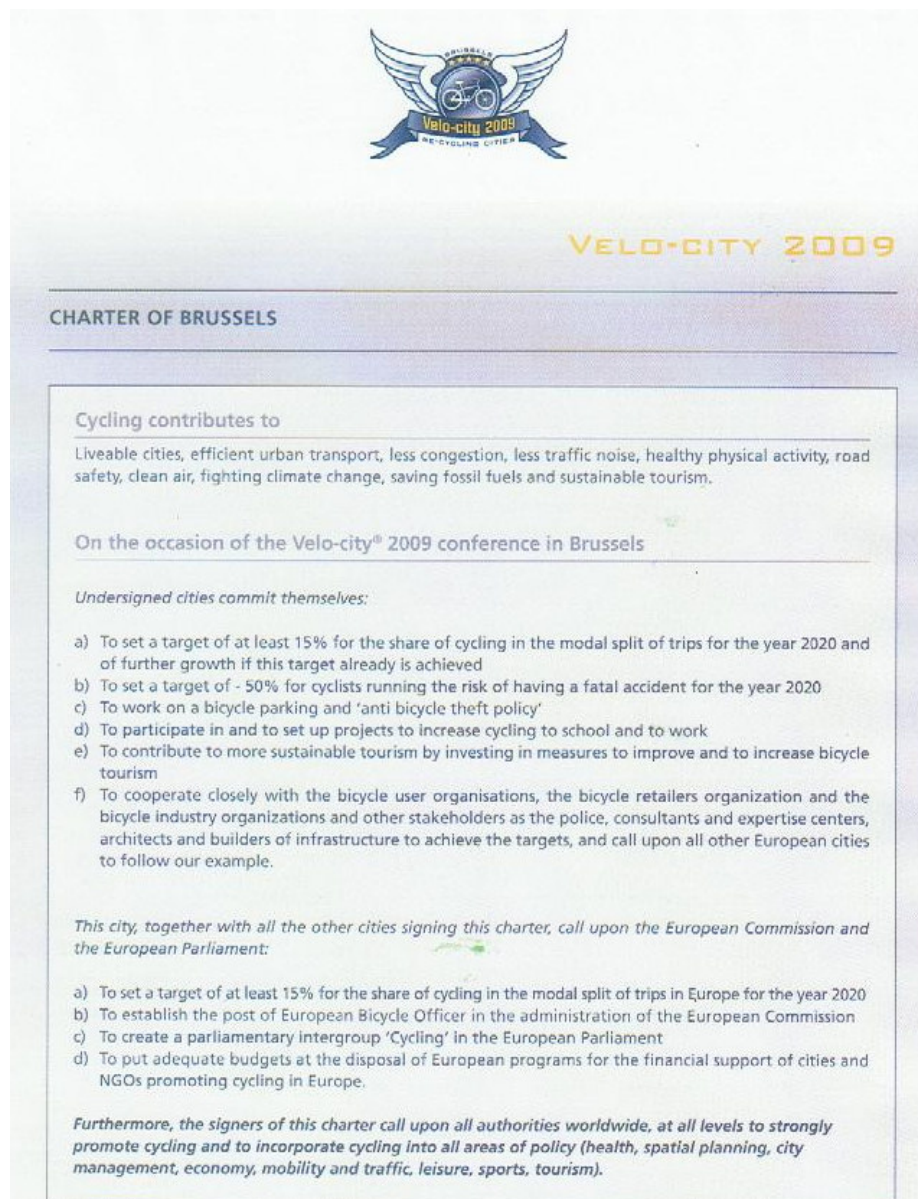 BRUSSELS
Velo-city 2009
RE-CYCLING CITIES
VELO-CITY 2009
CHARTER OF BRUSSELS
Cycling contributes to
Liveable cities, efficient urban transport, less congestion, less traffic noise, healthy physical activity, road
safety, clean air, fighting climate change, saving fossil fuels and sustainable tourism.
On the occasion of the Velo-city® 2009 conference in Brussels
Undersigned cities commit themselves:
a) To set a target of at least 15% for the share of cycling in the modal split of trips for the year 2020 and
of further growth if this target already is achieved
b) To set a target of - 50% for cyclists running the risk of having a fatal accident for the year 2020
c) To work on a bicycle parking and 'anti bicycle theft policy'
d) To participate in and to set up projects to increase cycling to school and to work
e) To contribute to more sustainable tourism by investing in measures to improve and to increase bicycle
tourism
f) To cooperate closely with the bicycle user organisations, the bicycle retailers organization and the
bicycle industry organizations and other stakeholders as the police, consultants and expertise centers,
architects and builders of infrastructure to achieve the targets, and call upon all other European cities
to follow our example.
This city, together with all the other cities signing this charter, call upon the European Commission and
the European Parliament:
a) To set a target of at least 15% for the share of cycling in the modal split of trips in Europe for the year 2020
b) To establish the post of European Bicycle Officer in the administration of the European Commission
c) To create a parliamentary intergroup 'Cycling' in the European Parliament
d) To put adequate budgets at the disposal of European programs for the financial support of cities and
NGOs promoting cycling in Europe.
Furthermore, the signers of this charter call upon all authorities worldwide, at all levels to strongly
promote cycling and to incorporate cycling into all areas of policy (health, spatial planning, city
management, economy, mobility and traffic, leisure, sports, tourism).